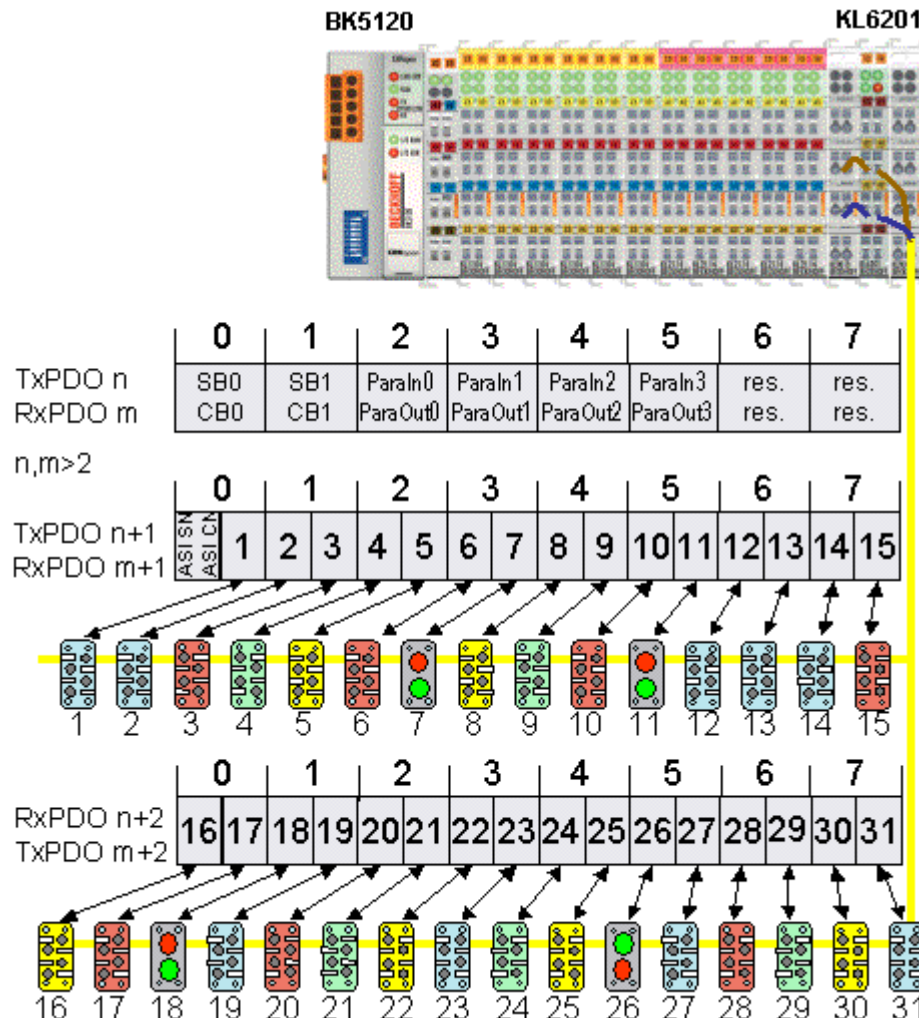 BK5120 KL6201
BECKHOFF
0 1 2 3 4 5 6 7
TxPDO n SB0 SB1 ParaIn0 ParaIn1 ParaIn2 ParaIn3 res. res.
RxPDO m CB0 CB1 ParaOut0 ParaOut1 ParaOut2 ParaOut3 res. res.
n,m>2
0 1 2 3 4 5 6 7
TxPDO n+1
RxPDO m+1
ASI SN
ASI CN
1 2 3 4 5 6 7 8 9 10 11 12 13 14 15
1 2 3 4 5 6 7 8 9 10 11 12 13 14 15
0 1 2 3 4 5 6 7
RxPDO n+2
TxPDO m+2
16 17 18 19 20 21 22 23 24 25 26 27 28 29 30 31
16 17 18 19 20 21 22 23 24 25 26 27 28 29 30 31